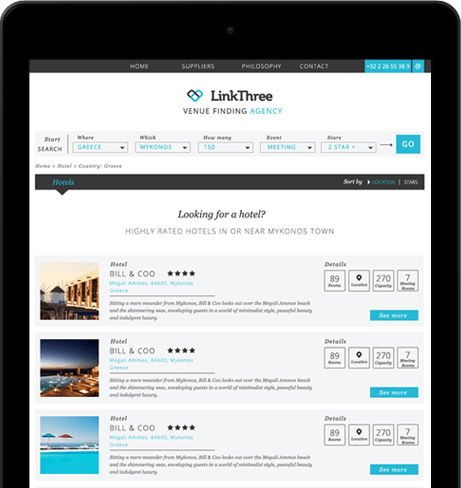 HOME SUPPLIERS PHILOSOPHY CONTACT +32 2 26 55 38 9 @
LinkThree
VENUE FINDING AGENCY
Start SEARCH
Where Which How many Event Stars
GREECE MYKONOS 150 MEETING 2 STAR + GO
Home > Hotel > Country: Greece
Hotels Sort by LOCATION | STARS
Looking for a hotel?
HIGHLY RATED HOTELS IN OR NEAR MYKONOS TOWN
Hotel Details
BILL & COO
89 Rooms Location 270 Capacity 7 Meeting Rooms
Megali Ammos, 84600, Mykonos
Greece
Sitting a mere meander from Mykonos, Bill & Coo looks out over the Megali Ammos beach
and the shimmering seas, enveloping guests in a world of minimalist style, peaceful beauty
and indulgent luxury.
See more
Hotel Details
BILL & COO
89 Rooms Location 270 Capacity 7 Meeting Rooms
Megali Ammos, 84600, Mykonos
Greece
Sitting a mere meander from Mykonos, Bill & Coo looks out over the Megali Ammos beach
and the shimmering seas, enveloping guests in a world of minimalist style, peaceful beauty
and indulgent luxury.
See more
Hotel Details
BILL & COO
89 Rooms Location 270 Capacity 7 Meeting Rooms
Megali Ammos, 84600, Mykonos
Greece
Sitting a mere meander from Mykonos, Bill & Coo looks out over the Megali Ammos beach
and the shimmering seas, enveloping guests in a world of minimalist style, peaceful beauty
and indulgent luxury.
See more